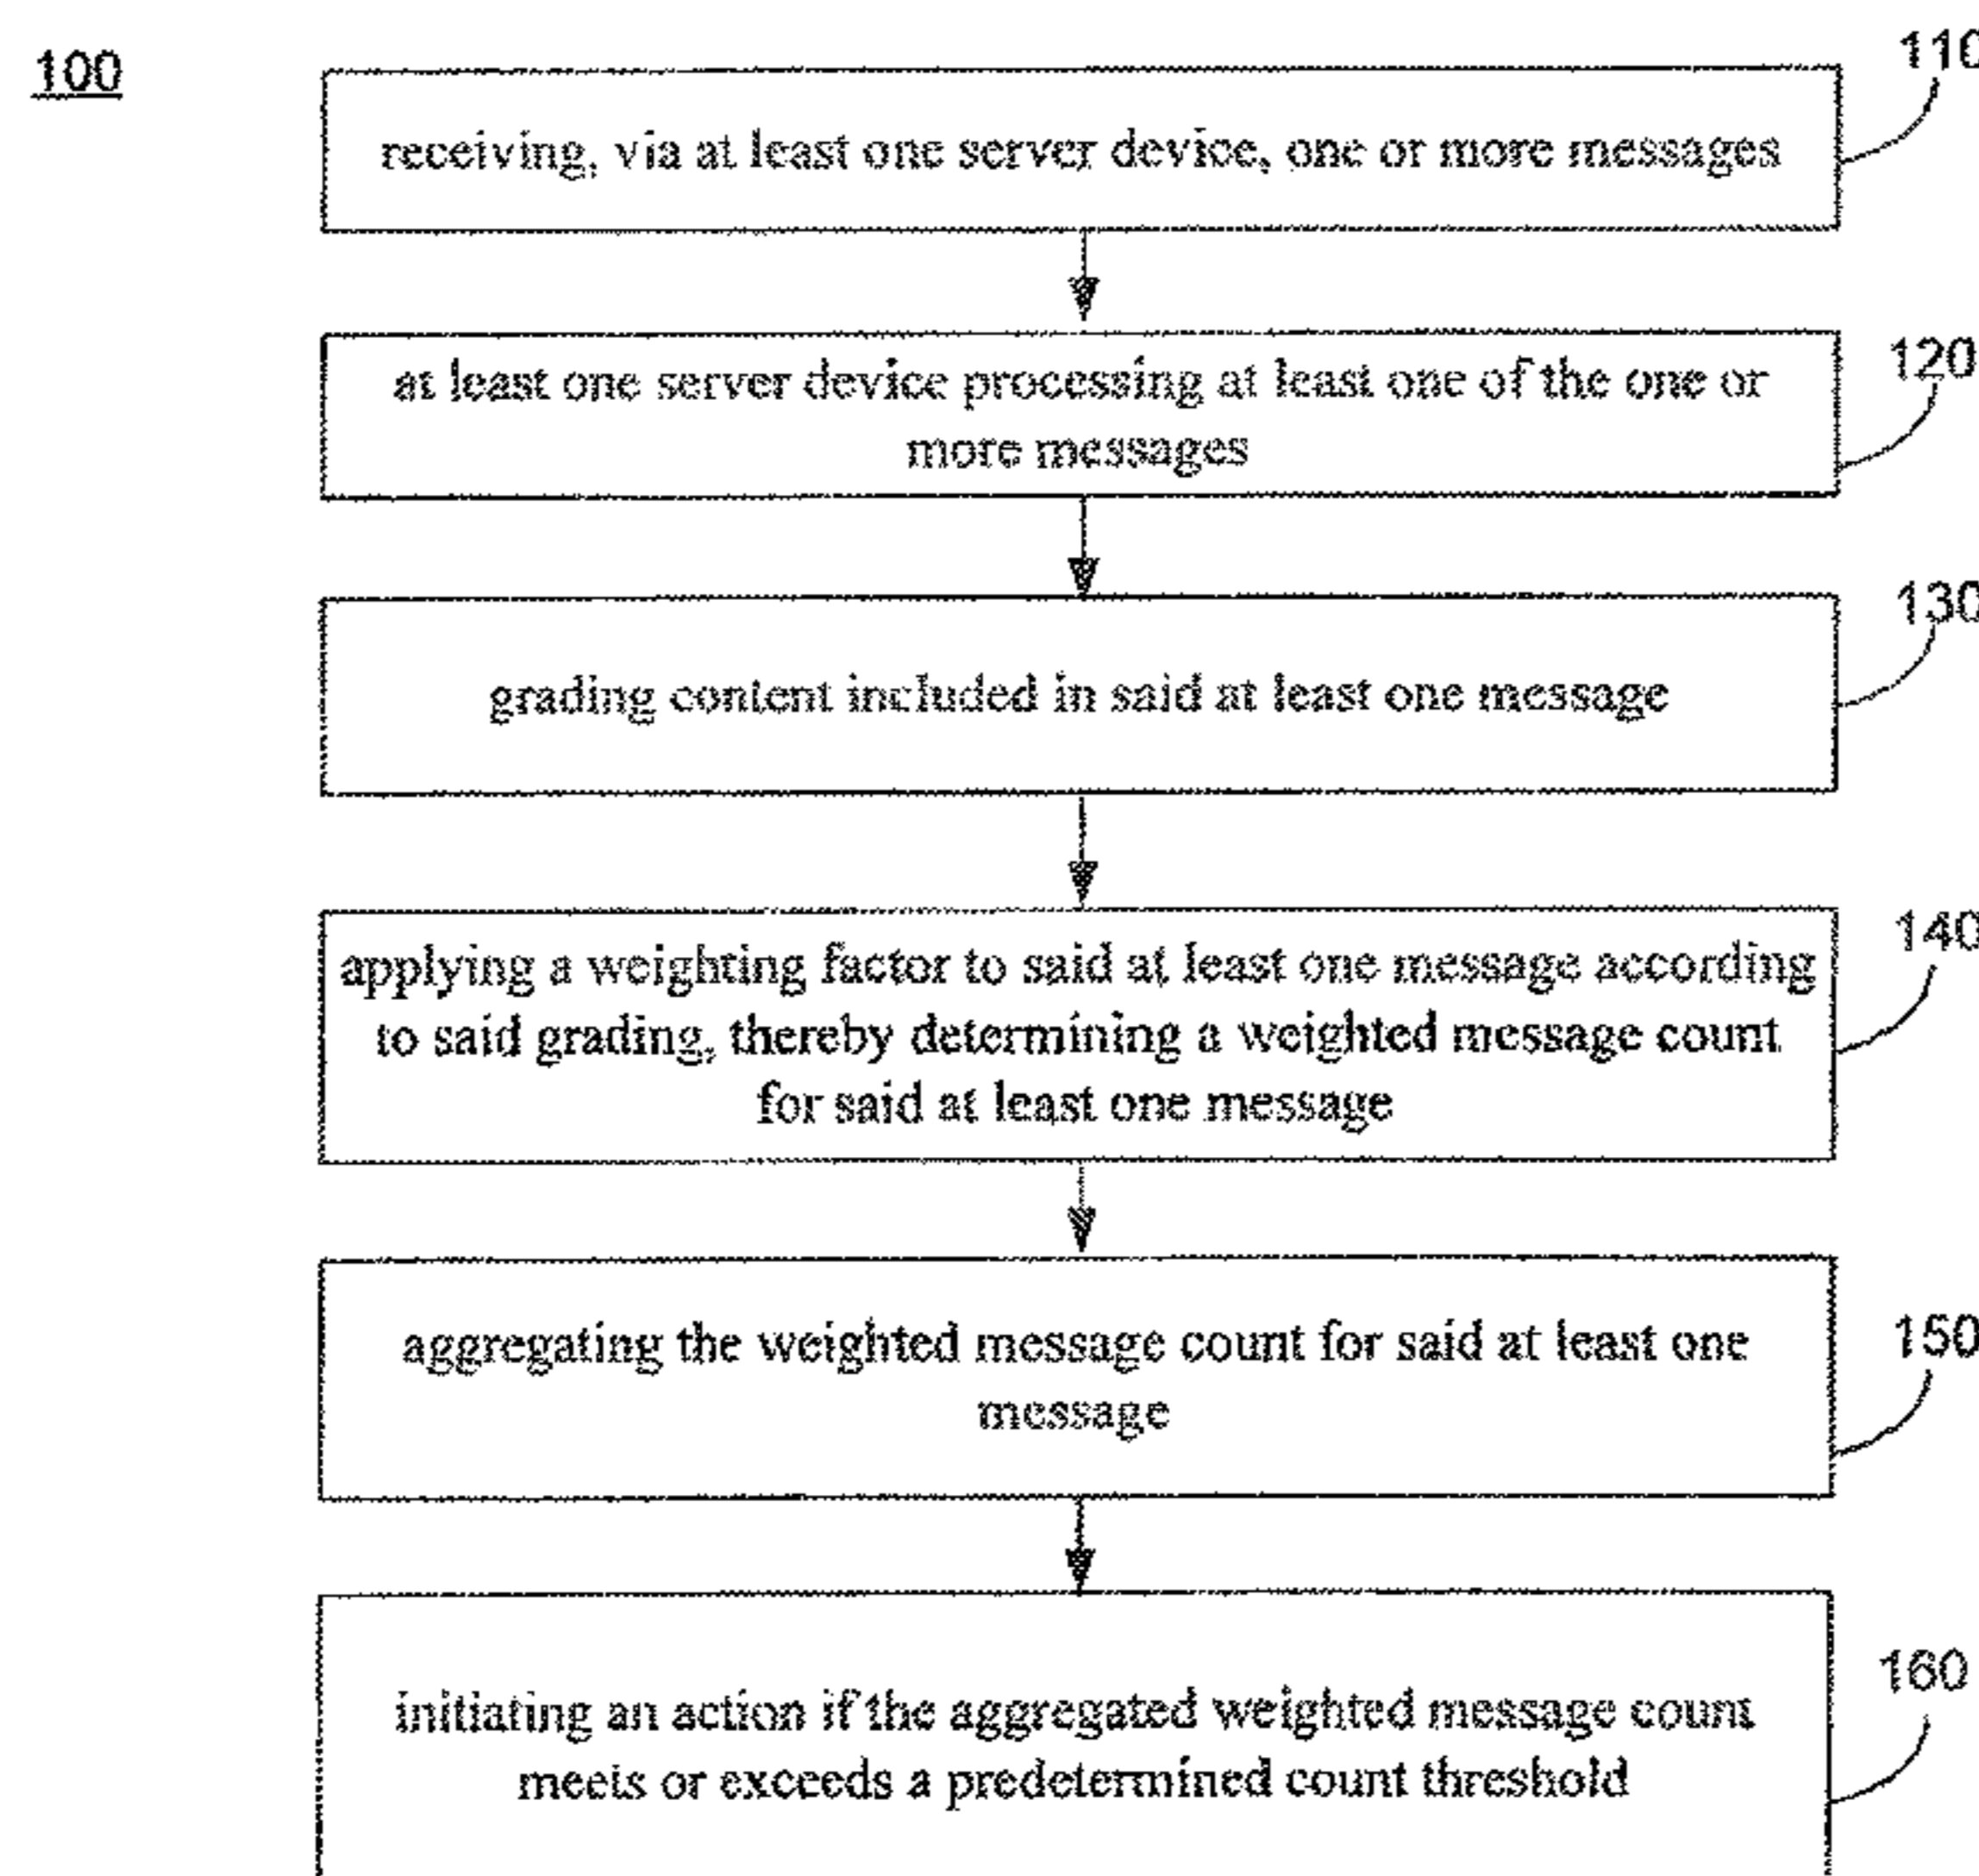 100
110
receiving, via at least one server device, one or more messages
120
at least one server device processing at least one of the one or
more messages
130
grading content included in said at least one message
140
applying a weighting factor to said at least one message according
to said grading, thereby determining a weighted message count
for said at least one message
150
aggregating the weighted message count for said at least one
message
160
initiating an action if the aggregated weighted message count
meets or exceeds a predetermined count threshold